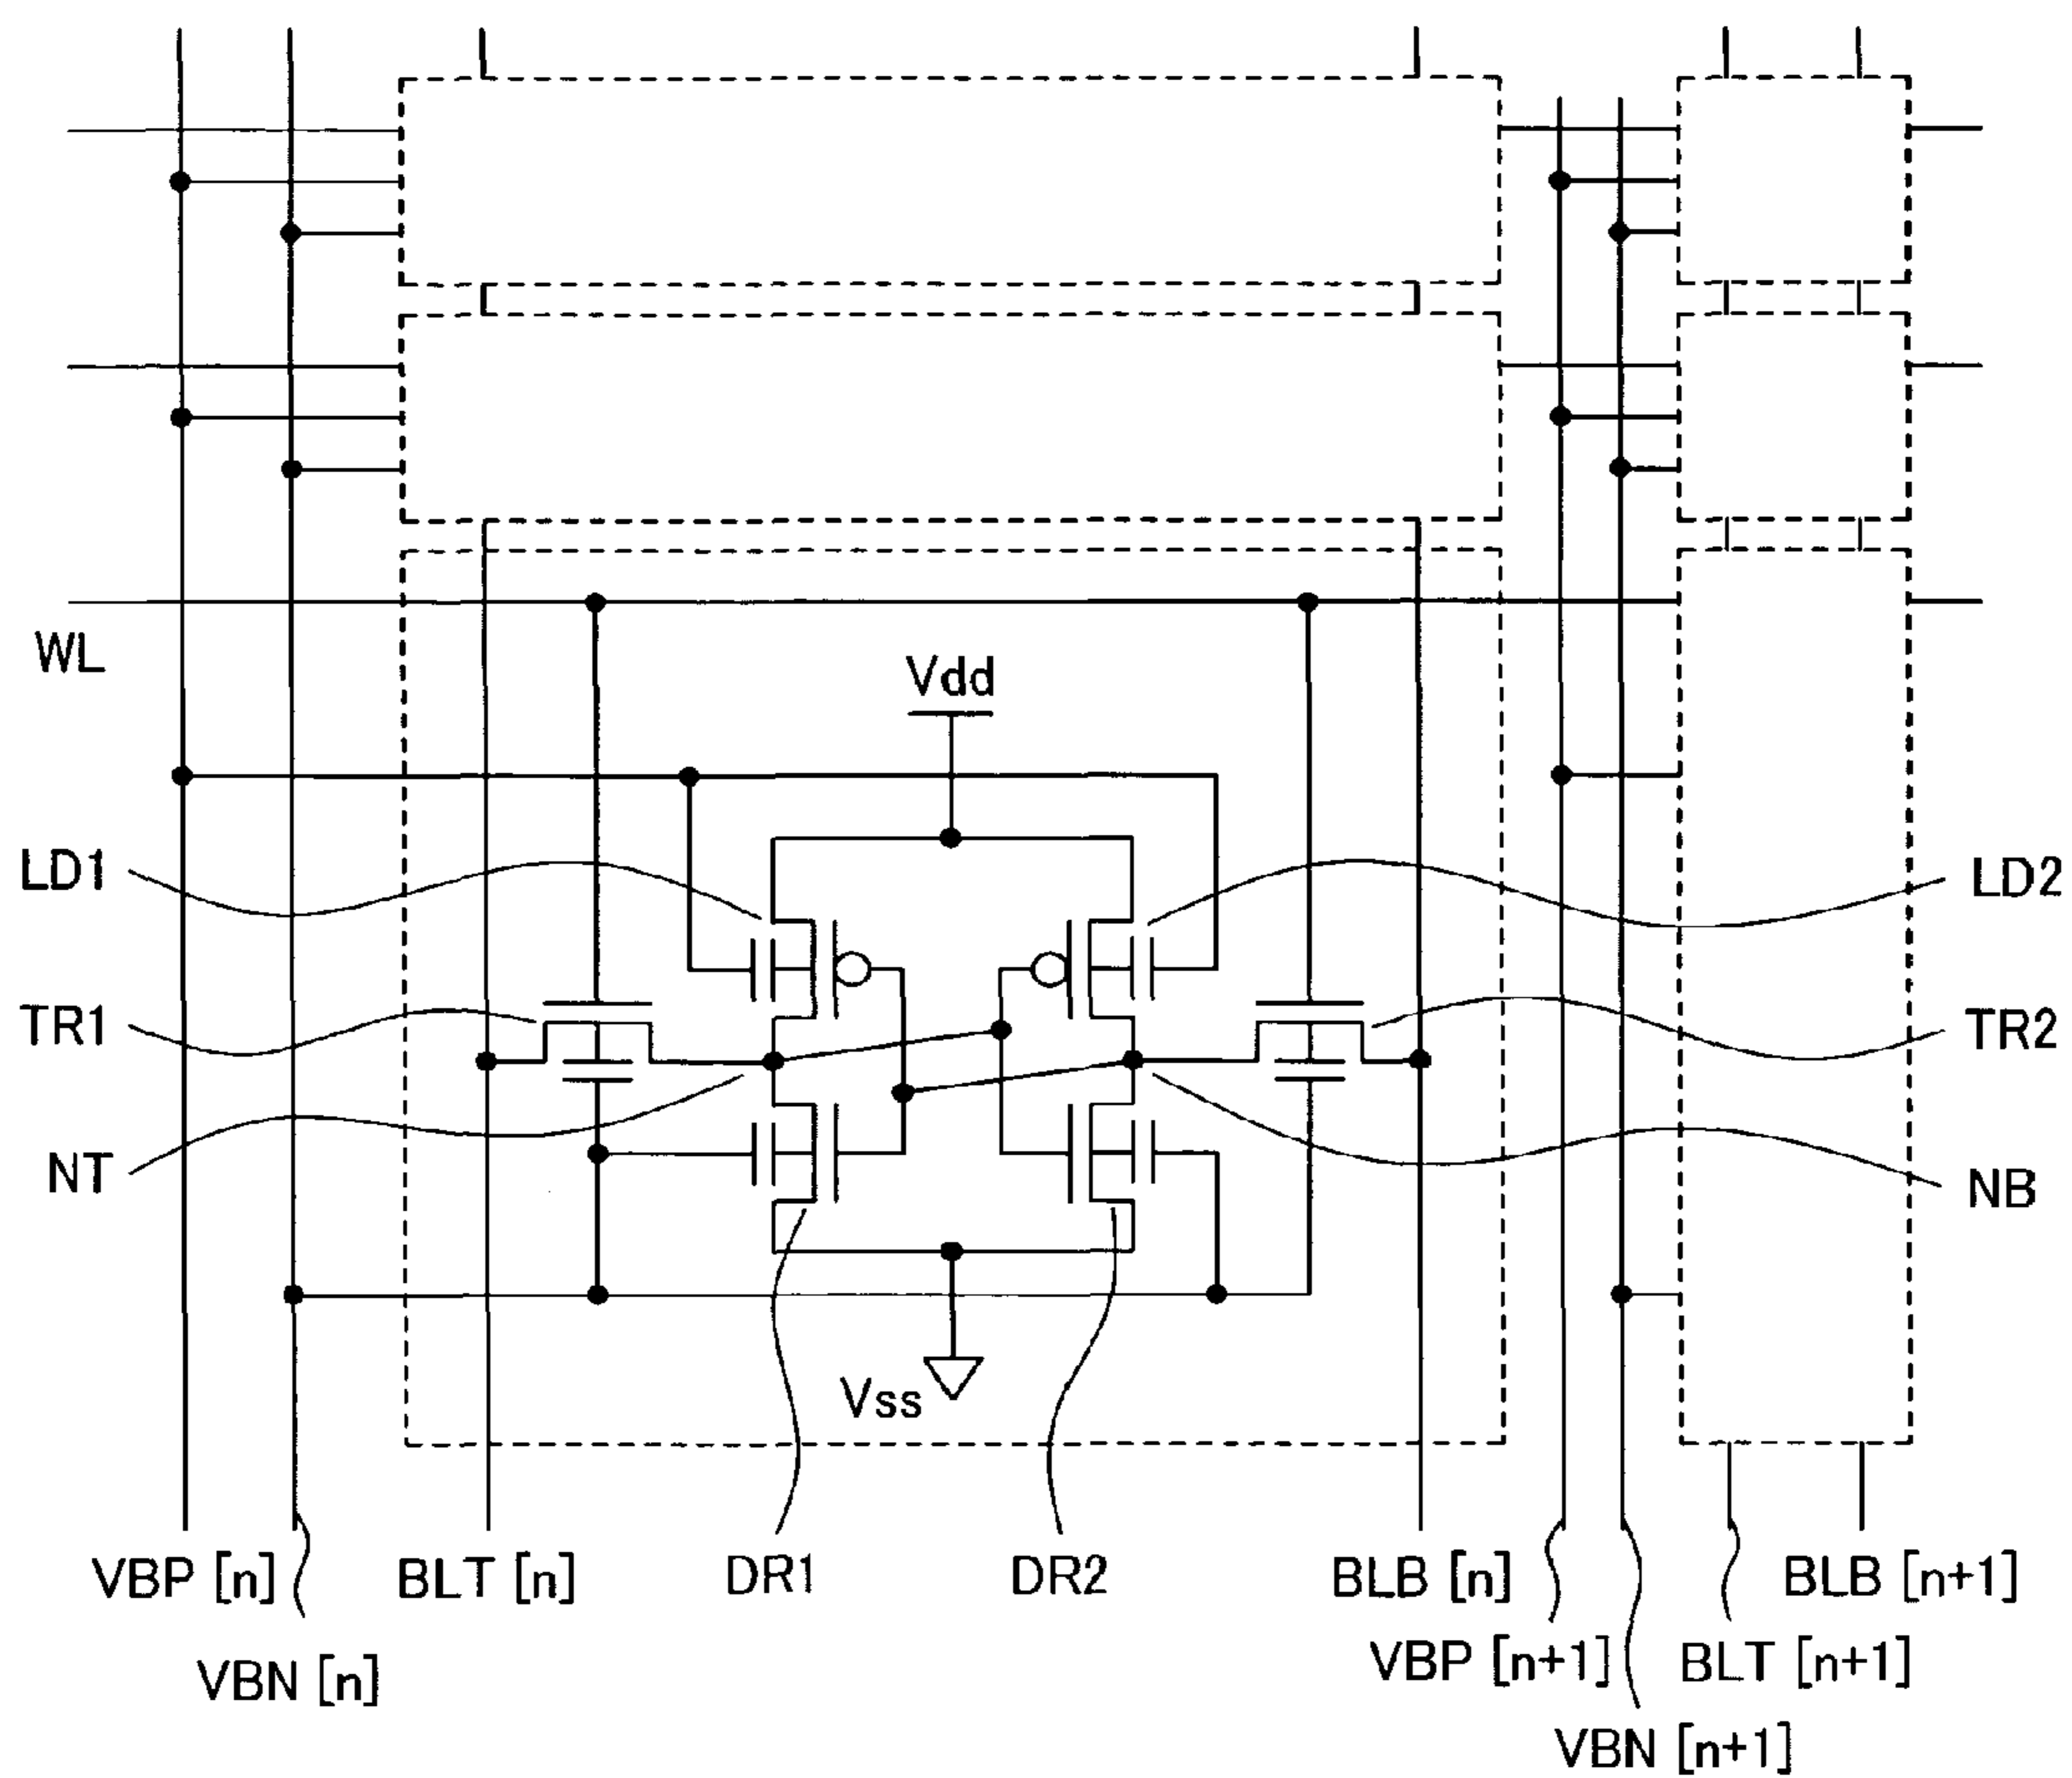 WL
Vdd
LD1
LD2
TR1
TR2
NT
NB
Vss
VBP [n]
BLT [n]
DR1
DR2
BLB [n]
BLB [n+1]
VBN [n]
VBP [n+1]
BLT [n+1]
VBN [n+1]